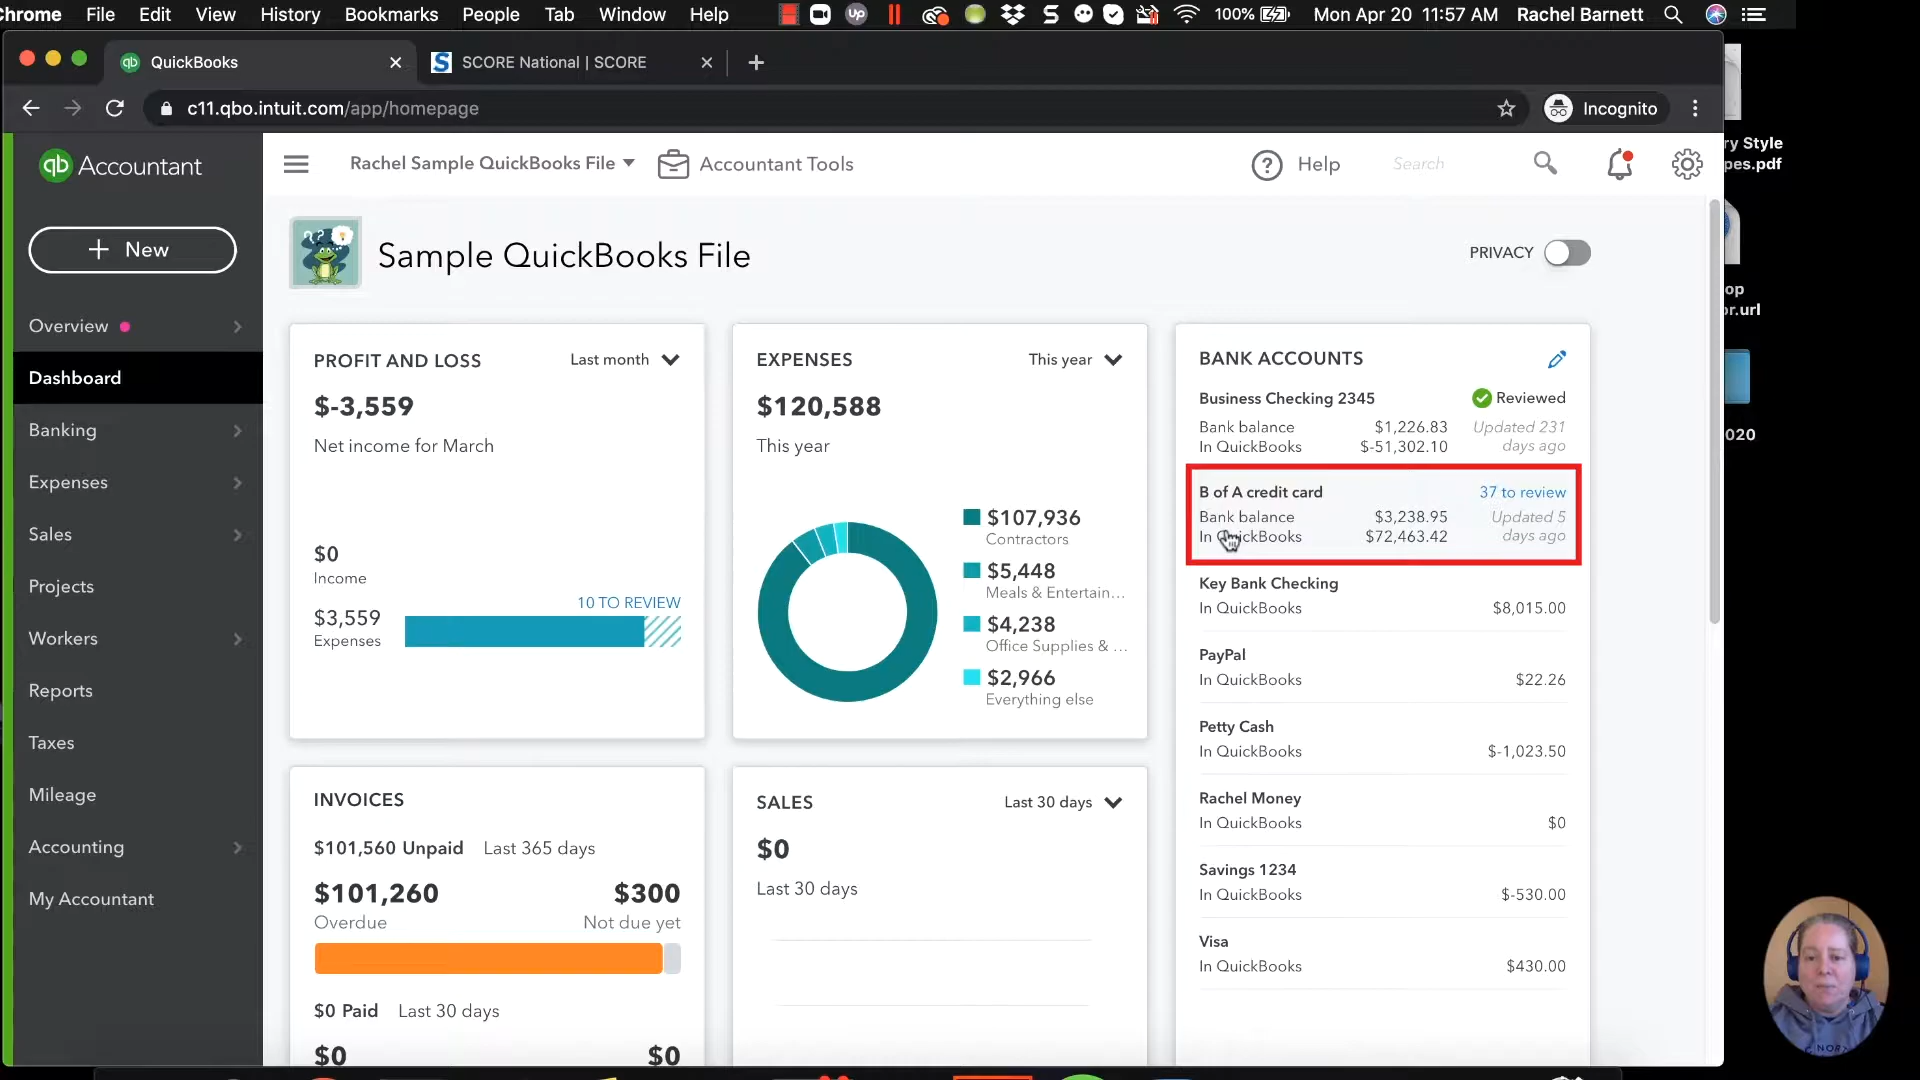 Chrome File Edit View History Bookmarks People Tab Window Help
100% Mon Apr 20 11:57 AM Rachel Barnett
QuickBooks
SCORE National | SCORE
c11.qbo.intuit.com/app/homepage
Incognito
qb Accountant
Rachel Sample QuickBooks File
Accountant Tools
Help
Search
+ New
Overview
Dashboard
Banking
Expenses
Sales
Projects
Workers
Reports
Taxes
Mileage
Accounting
My Accountant
Sample QuickBooks File
PRIVACY
PROFIT AND LOSS Last month
$-3,559
Net income for March
$0
Income
10 TO REVIEW
$3,559
Expenses
EXPENSES This year
$120,588
This year
$107,936
Contractors
$5,448
Meals & Entertain...
$4,238
Office Supplies & ...
$2,966
Everything else
BANK ACCOUNTS
Business Checking 2345 Reviewed
Bank balance $1,226.83 Updated 231
In QuickBooks $-51,302.10 days ago
B of A credit card 37 to review
Bank balance $3,238.95 Updated 5
In QuickBooks $72,463.42 days ago
Key Bank Checking
In QuickBooks $8,015.00
PayPal
In QuickBooks $22.26
Petty Cash
In QuickBooks $-1,023.50
Rachel Money
In QuickBooks $0
Savings 1234
In QuickBooks $-530.00
Visa
In QuickBooks $430.00
INVOICES
$101,560 Unpaid Last 365 days
$101,260 $300
Overdue Not due yet
$0 Paid Last 30 days
$0 $0
SALES Last 30 days
$0
Last 30 days
ry Style
pes.pdf
op
or.url
020